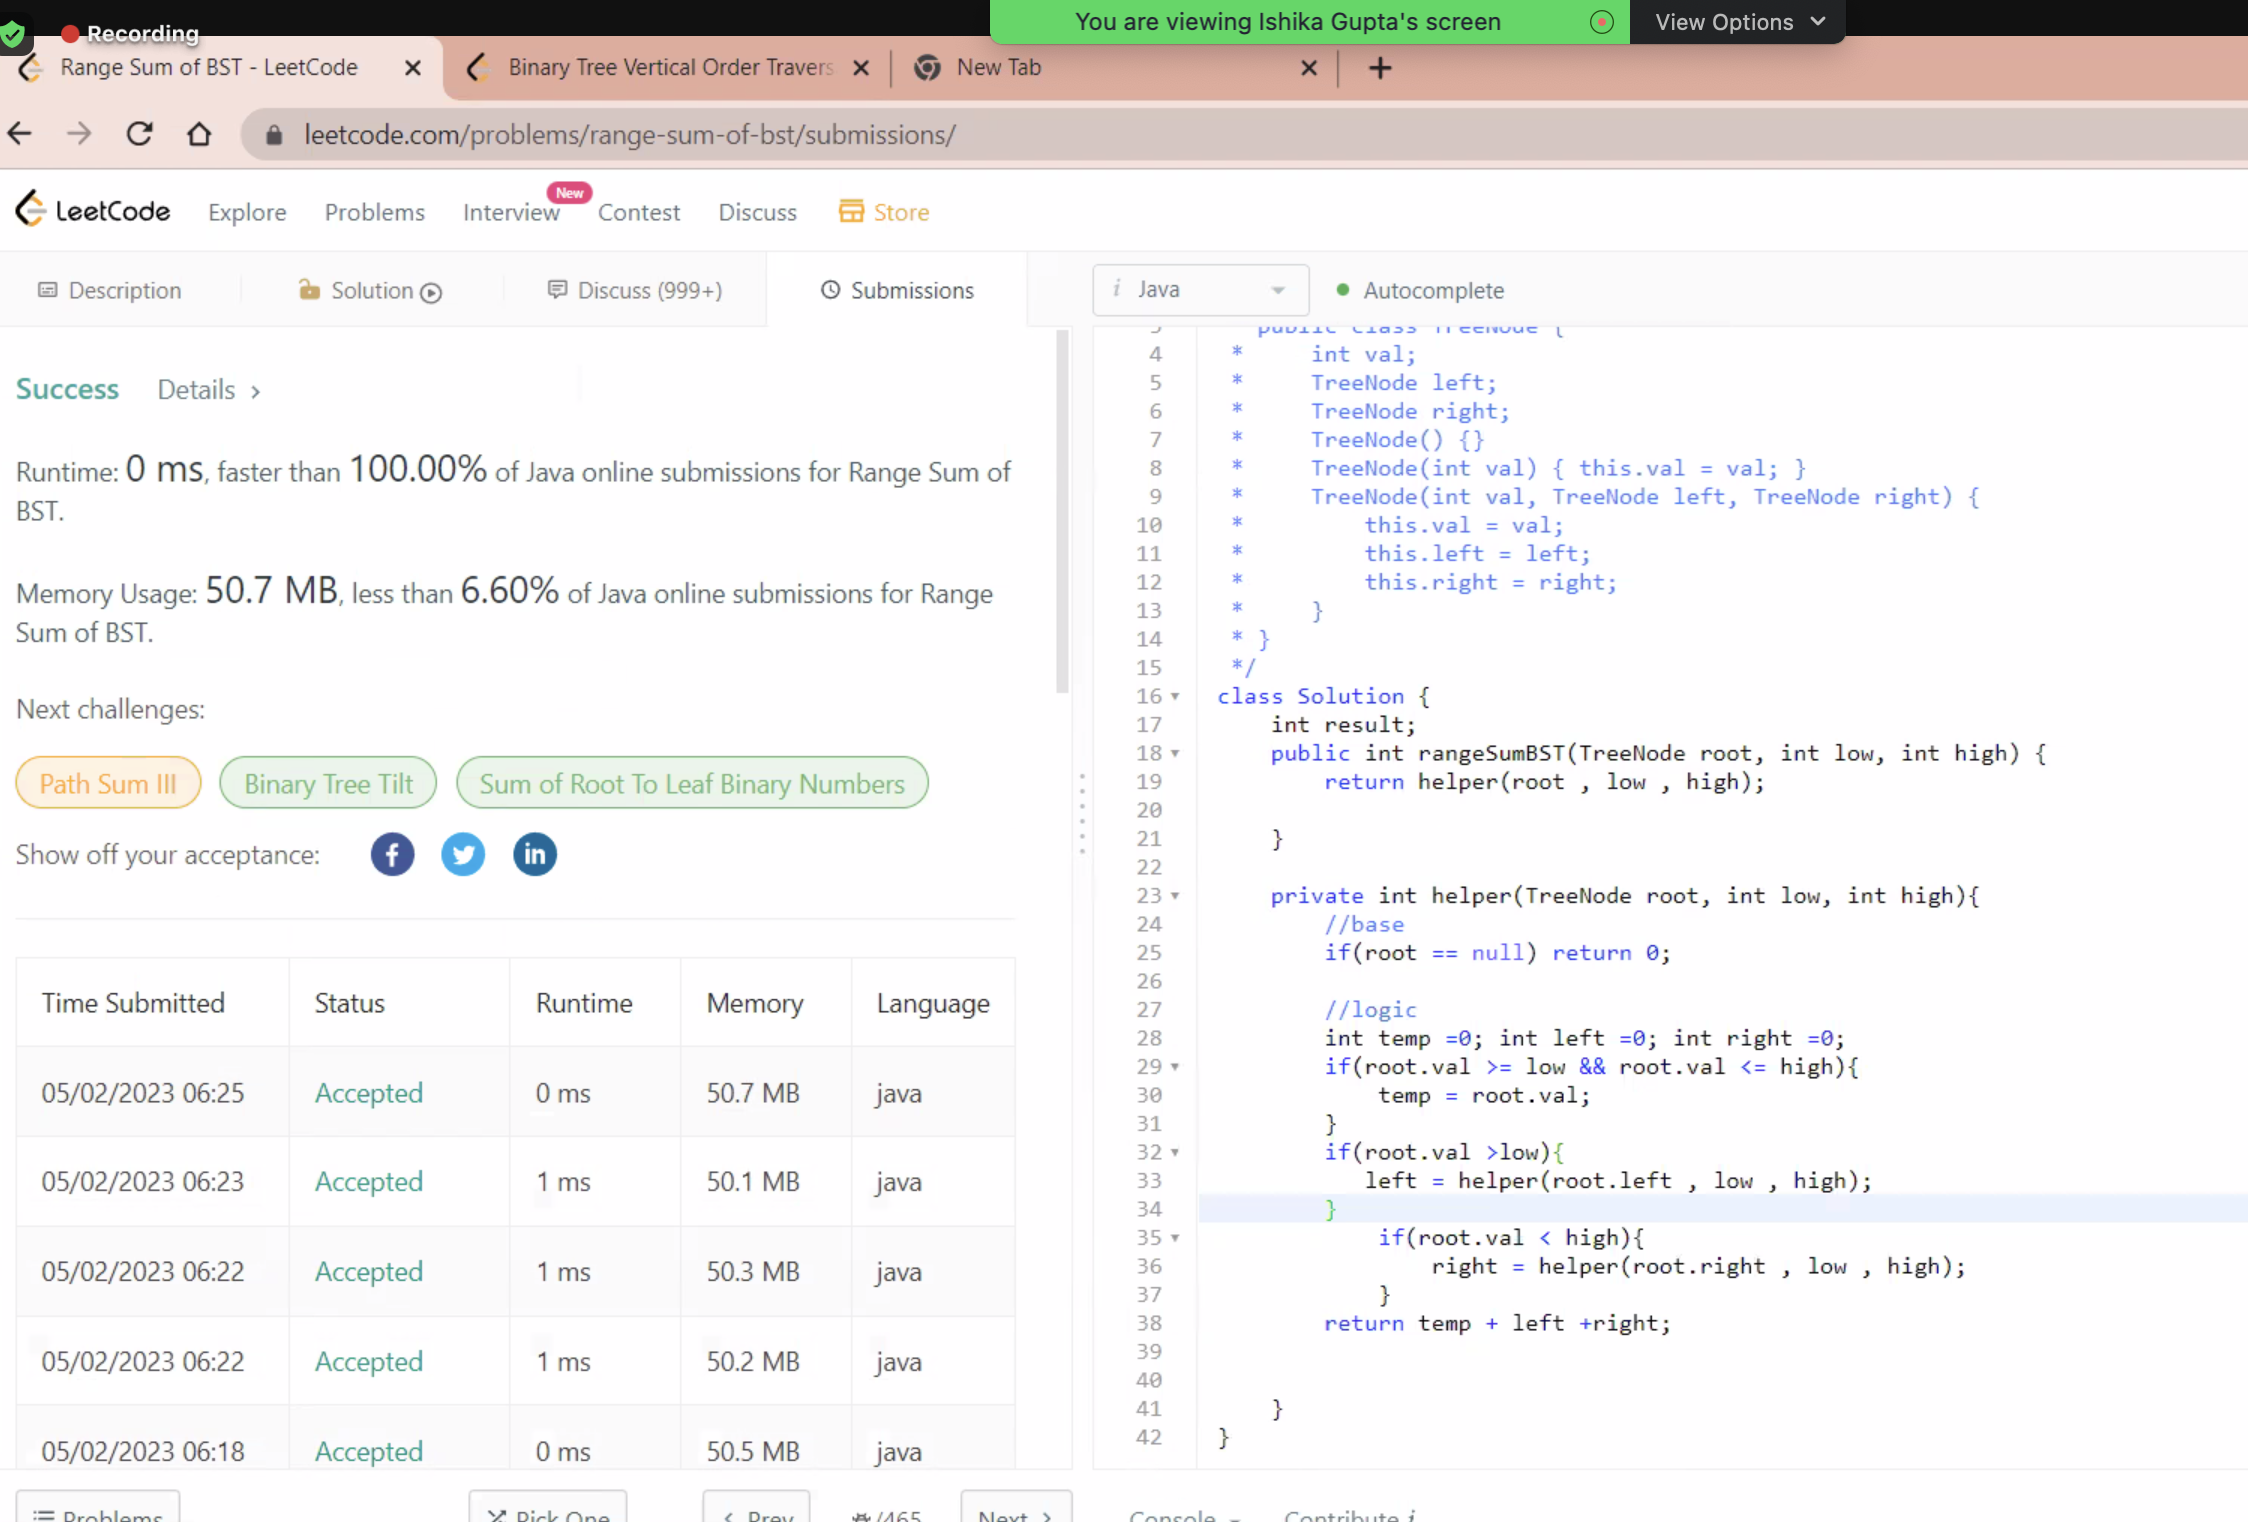 Recording
You are viewing Ishika Gupta's screen
View Options
Range Sum of BST - LeetCode
Binary Tree Vertical Order Travers
New Tab
leetcode.com/problems/range-sum-of-bst/submissions/
LeetCode
Explore
Problems
Interview
New
Contest
Discuss
Store
Description
Solution
Discuss (999+)
Submissions
i Java
Autocomplete
Success
Details
Runtime: 0 ms, faster than 100.00% of Java online submissions for Range Sum of
BST.
Memory Usage: 50.7 MB, less than 6.60% of Java online submissions for Range
Sum of BST.
Next challenges:
Path Sum III
Binary Tree Tilt
Sum of Root To Leaf Binary Numbers
Show off your acceptance:
Time Submitted Status Runtime Memory Language
05/02/2023 06:25 Accepted 0 ms 50.7 MB java
05/02/2023 06:23 Accepted 1 ms 50.1 MB java
05/02/2023 06:22 Accepted 1 ms 50.3 MB java
05/02/2023 06:22 Accepted 1 ms 50.2 MB java
05/02/2023 06:18 Accepted 0 ms 50.5 MB java
Problems
Pick One
Prev
/465
Next
public class TreeNode {
4 * int val;
5 * TreeNode left;
6 * TreeNode right;
7 * TreeNode() {}
8 * TreeNode(int val) { this.val = val; }
9 * TreeNode(int val, TreeNode left, TreeNode right) {
10 * this.val = val;
11 * this.left = left;
12 * this.right = right;
13 * }
14 * }
15 */
16 class Solution {
17 int result;
18 public int rangeSumBST(TreeNode root, int low, int high) {
19 return helper(root , low , high);
20
21 }
22
23 private int helper(TreeNode root, int low, int high){
24 //base
25 if(root == null) return 0;
26
27 //logic
28 int temp =0; int left =0; int right =0;
29 if(root.val >= low && root.val <= high){
30 temp = root.val;
31 }
32 if(root.val >low){
33 left = helper(root.left , low , high);
34 }
35 if(root.val < high){
36 right = helper(root.right , low , high);
37 }
38 return temp + left +right;
39
40
41 }
42 }
Console
Contribute i